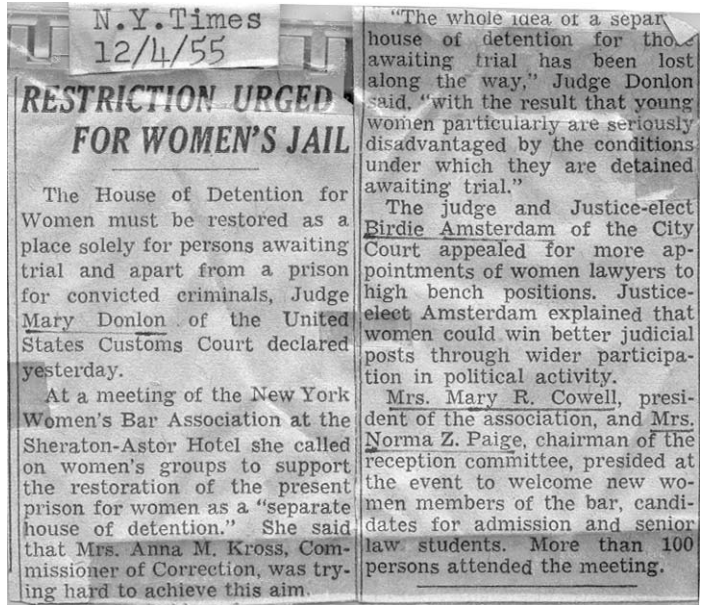 N.Y.Times
12/4/55
RESTRICTION URGED
FOR WOMEN'S JAIL
The House of Detention for
Women must be restored as a
place solely for persons awaiting
trial and apart from a prison
for convicted criminals, Judge
Mary Donlon of the United
States Customs Court declared
yesterday.
At a meeting of the New York
Women's Bar Association at the
Sheraton-Astor Hotel she called
on women's groups to support
the restoration of the present
prison for women as a "separate
house of detention." She said
that Mrs. Anna M. Kross, Com-
missioner of Correction, was try-
ing hard to achieve this aim.
"The whole idea of a separ
house of detention for those
awaiting trial has been lost
along the way," Judge Donlon
said, "with the result that young
women particularly are seriously
disadvantaged by the conditions
under which they are detained
awaiting trial."
The judge and Justice-elect
Birdie Amsterdam of the City
Court appealed for more ap-
pointments of women lawyers to
high bench positions. Justice-
elect Amsterdam explained that
women could win better judicial
posts through wider participa-
tion in political activity.
Mrs. Mary R. Cowell, presi-
dent of the association, and Mrs.
Norma Z. Paige, chairman of the
reception committee, presided at
the event to welcome new wo-
men members of the bar, candi-
dates for admission and senior
law students. More than 100
persons attended the meeting.